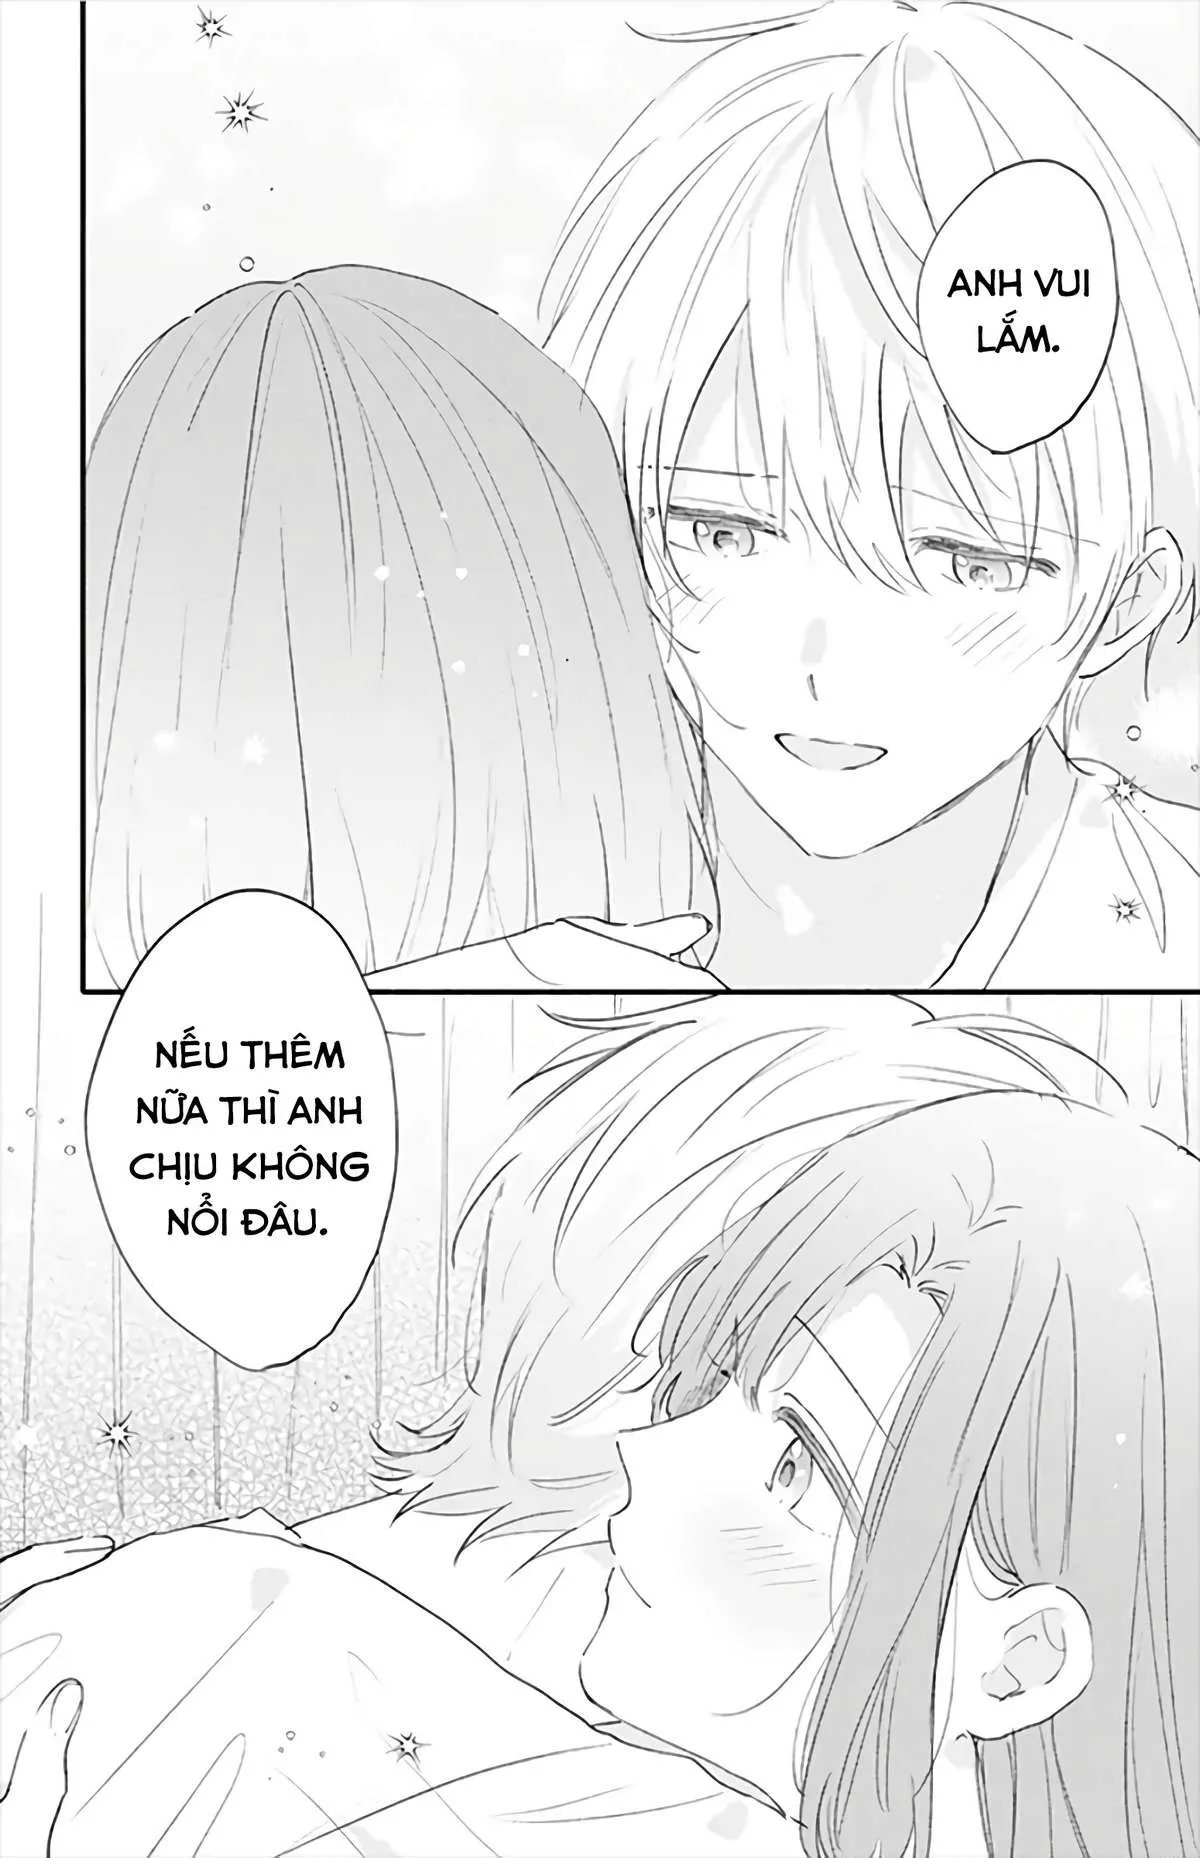 ANH VUI
LẮM.
NẾU THÊM
NỮA THÌ ANH
CHỊU KHÔNG
NỔI ĐÂU.